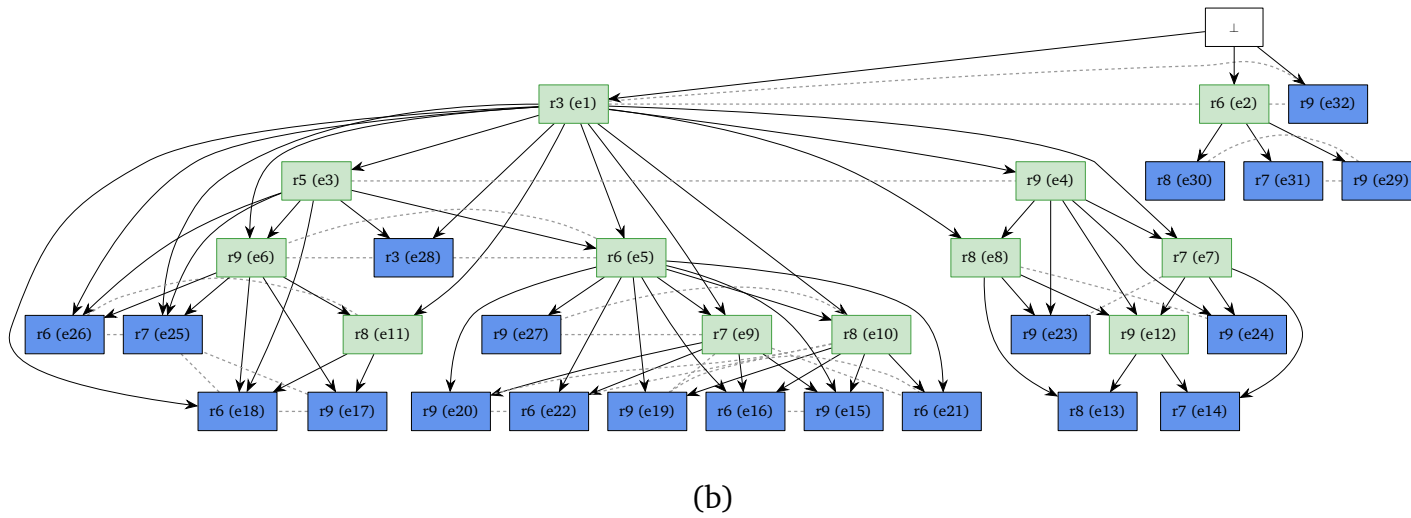 ⊥
r3 (e1)
r6 (e2)
r9 (e32)
r5 (e3)
r9 (e4)
r8 (e30)
r7 (e31)
r9 (e29)
r9 (e6)
r3 (e28)
r6 (e5)
r8 (e8)
r7 (e7)
r6 (e26)
r7 (e25)
r8 (e11)
r9 (e27)
r7 (e9)
r8 (e10)
r9 (e23)
r9 (e12)
r9 (e24)
r6 (e18)
r9 (e17)
r9 (e20)
r6 (e22)
r9 (e19)
r6 (e16)
r9 (e15)
r6 (e21)
r8 (e13)
r7 (e14)
(b)